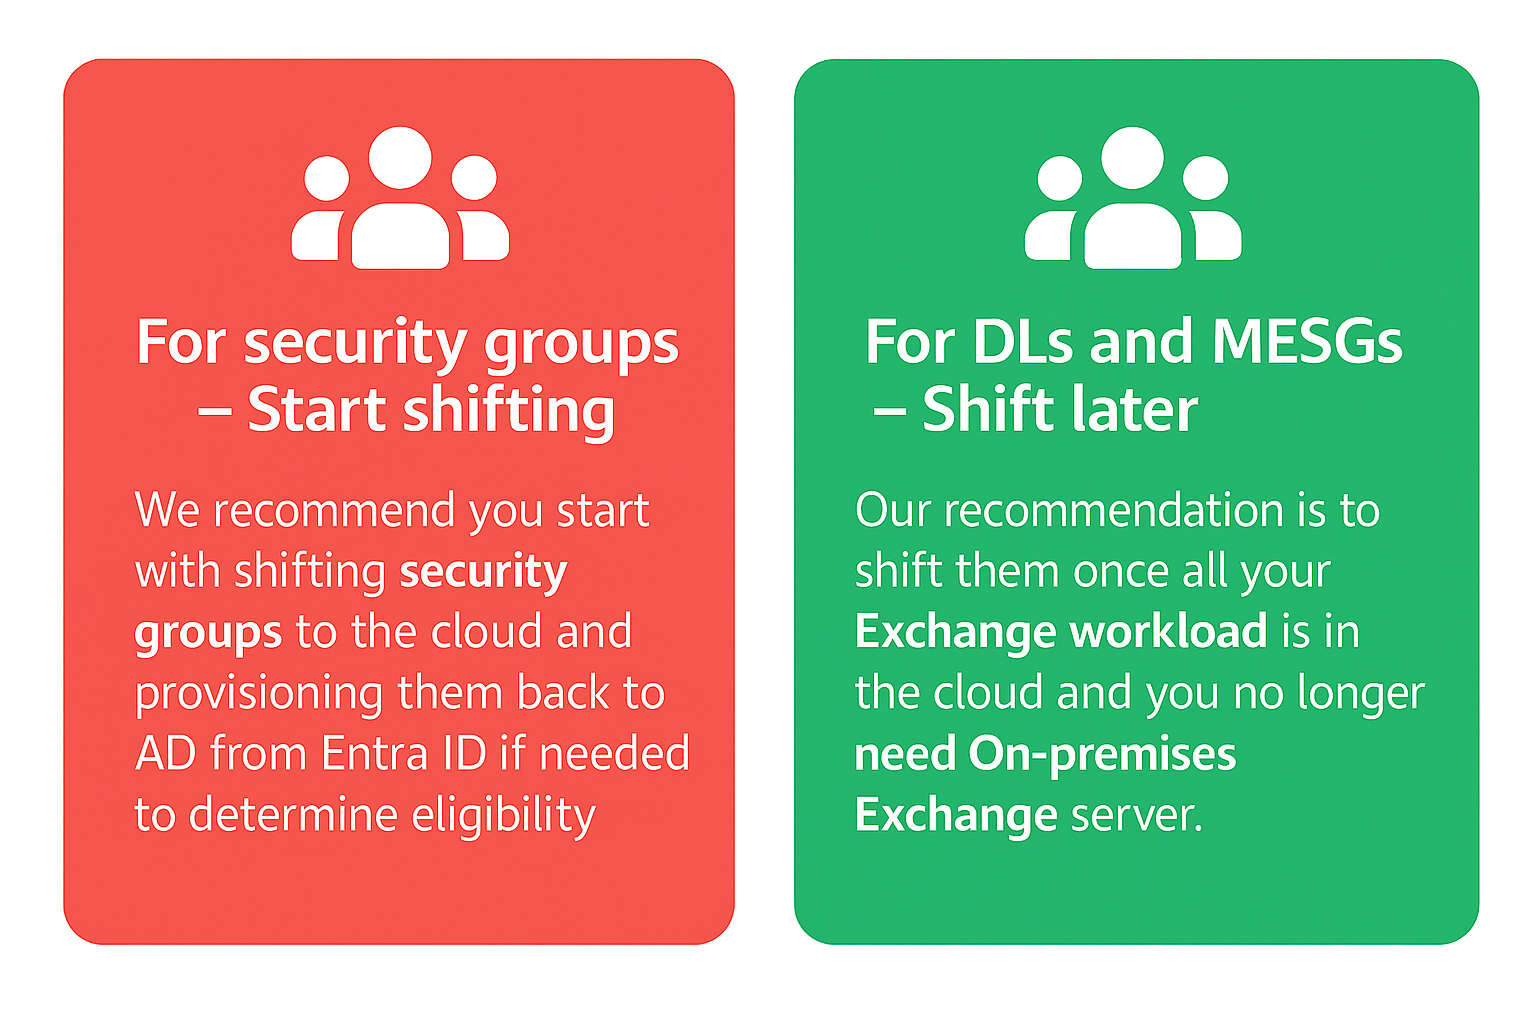 For security groups
– Start shifting
We recommend you start
with shifting security
groups to the cloud and
provisioning them back to
AD from Entra ID if needed
to determine eligibility
For DLs and MESGs
– Shift later
Our recommendation is to
shift them once all your
Exchange workload is in
the cloud and you no longer
need On-premises
Exchange server.